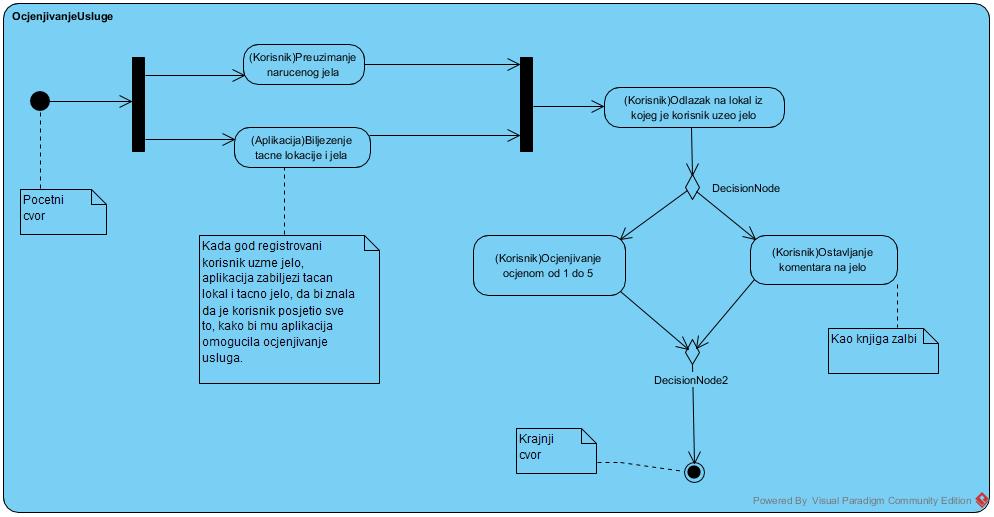 OcjenjivanjeUsluge
(Korisnik)Preuzimanje
narucenog jela
(Aplikacija)Biljezenje
tacne lokacije i jela
(Korisnik)Odlazak na lokal iz
kojeg je korisnik uzeo jelo
Pocetni
cvor
DecisionNode
Kada god registrovani
korisnik uzme jelo,
aplikacija zabiljezi tacan
lokal i tacno jelo, da bi znala
da je korisnik posjetio sve
to, kako bi mu aplikacija
omogucila ocjenjivanje
usluga.
(Korisnik)Ocjenjivanje
ocjenom od 1 do 5
(Korisnik)Ostavljanje
komentara na jelo
Kao knjiga zalbi
DecisionNode2
Krajnji
cvor
Powered By Visual Paradigm Community Edition